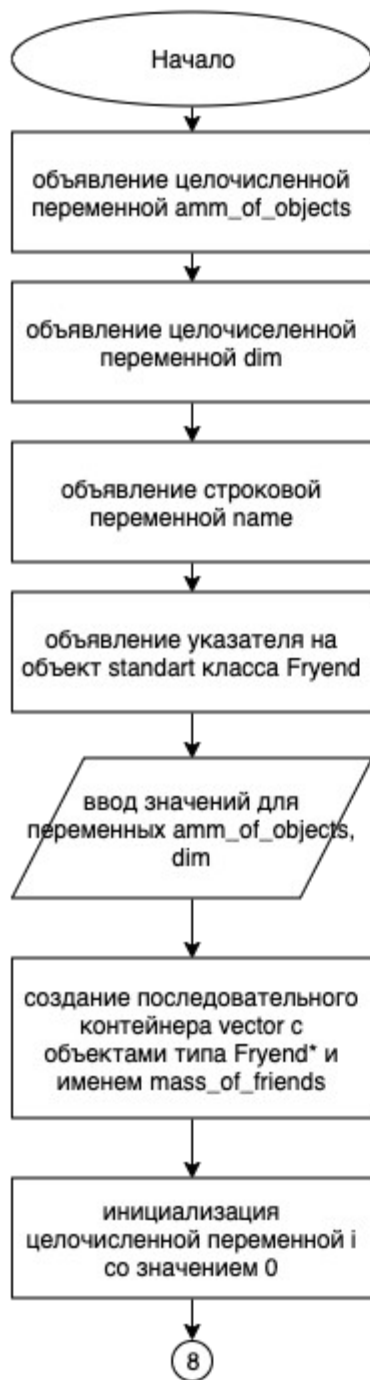 Начало
объявление целочисленной
переменной amm_of_objects
объявление целочиселенной
переменной dim
объявление строковой
переменной name
объявление указателя на
объект standart класса Fryend
ввод значений для
переменных amm_of_objects,
dim
создание последовательного
контейнера vector с
объектами типа Fryend* и
именем mass_of_friends
инициализация
целочисленной переменной i
со значением 0
8